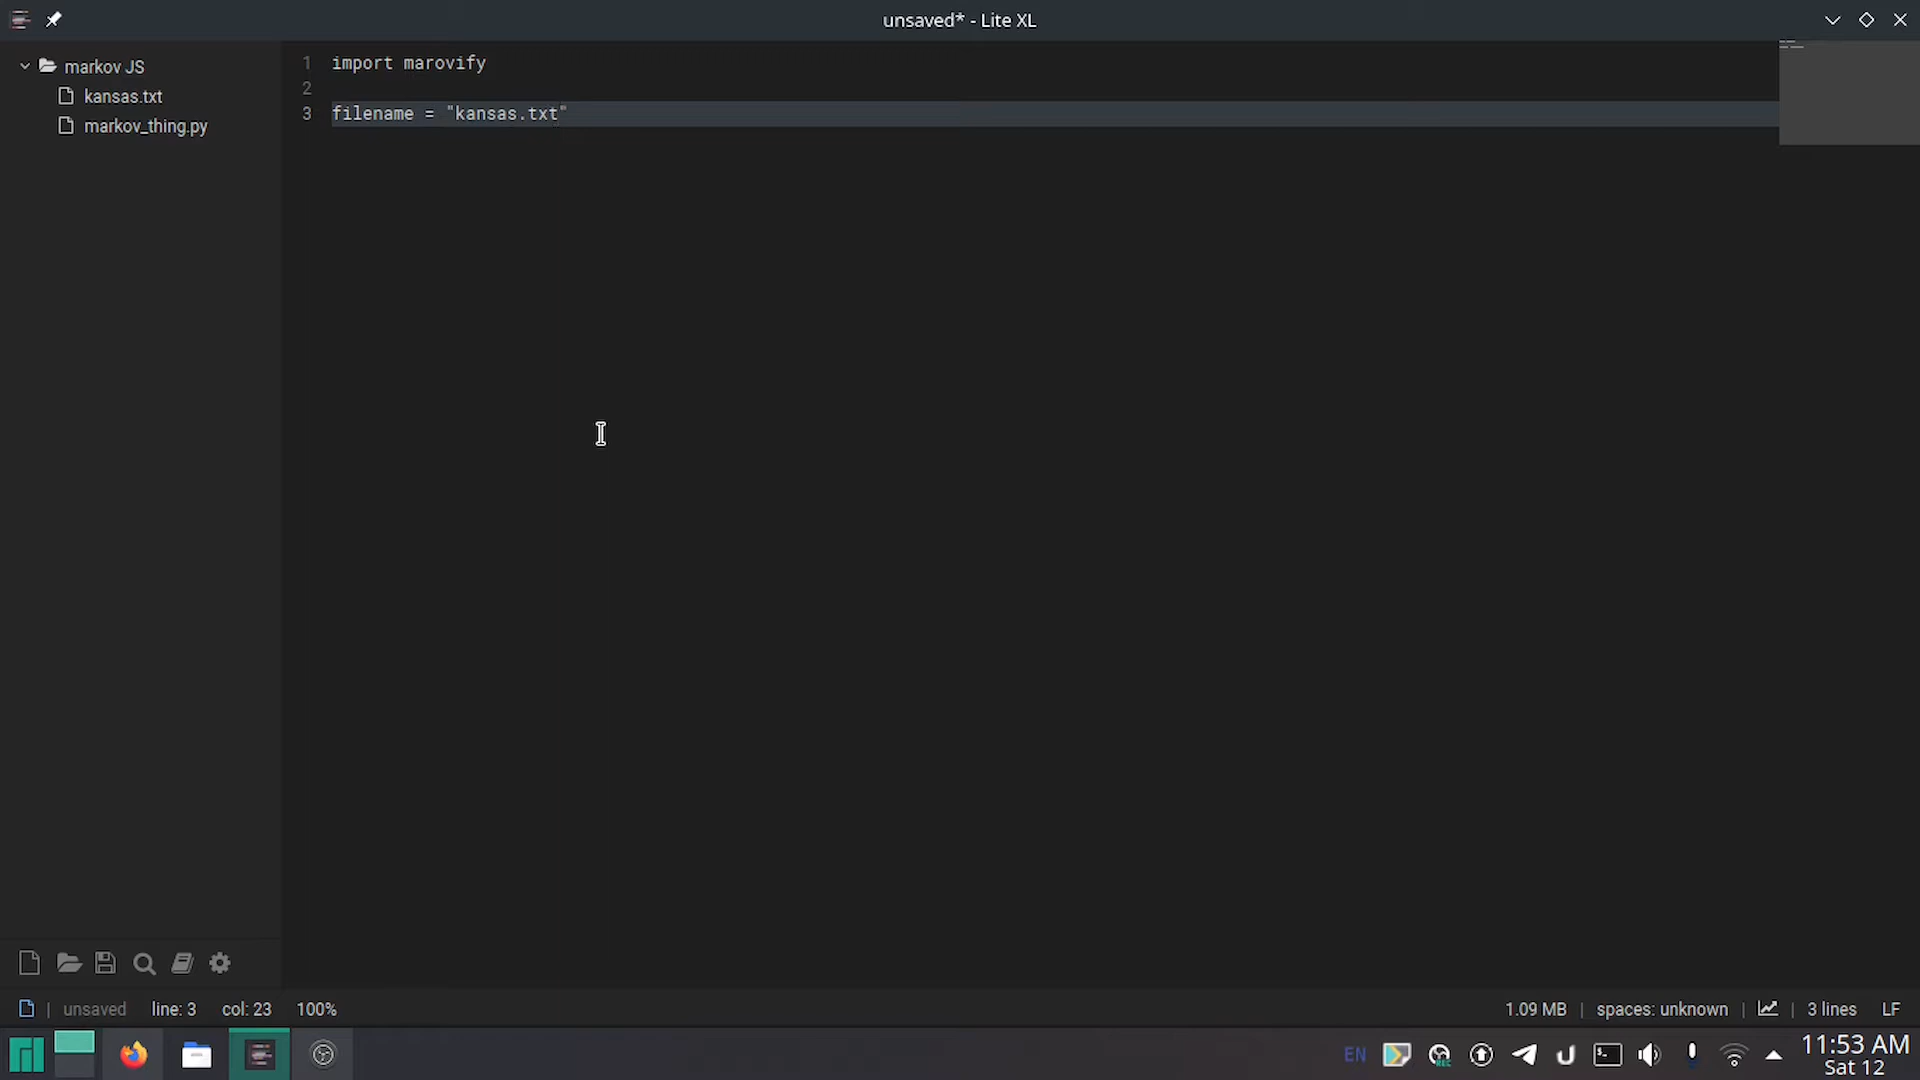 unsaved* - Lite XL
markov JS
kansas.txt
markov_thing.py
1 import marovify
2
3 filename = "kansas.txt"
unsaved line: 3 col: 23 100%
1.09 MB spaces: unknown 3 lines LF
EN
REC
11:53 AM
Sat 12